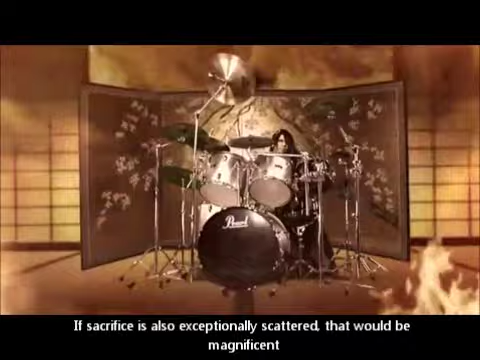 Pearl
If sacrifice is also exceptionally scattered, that would be
magnificent